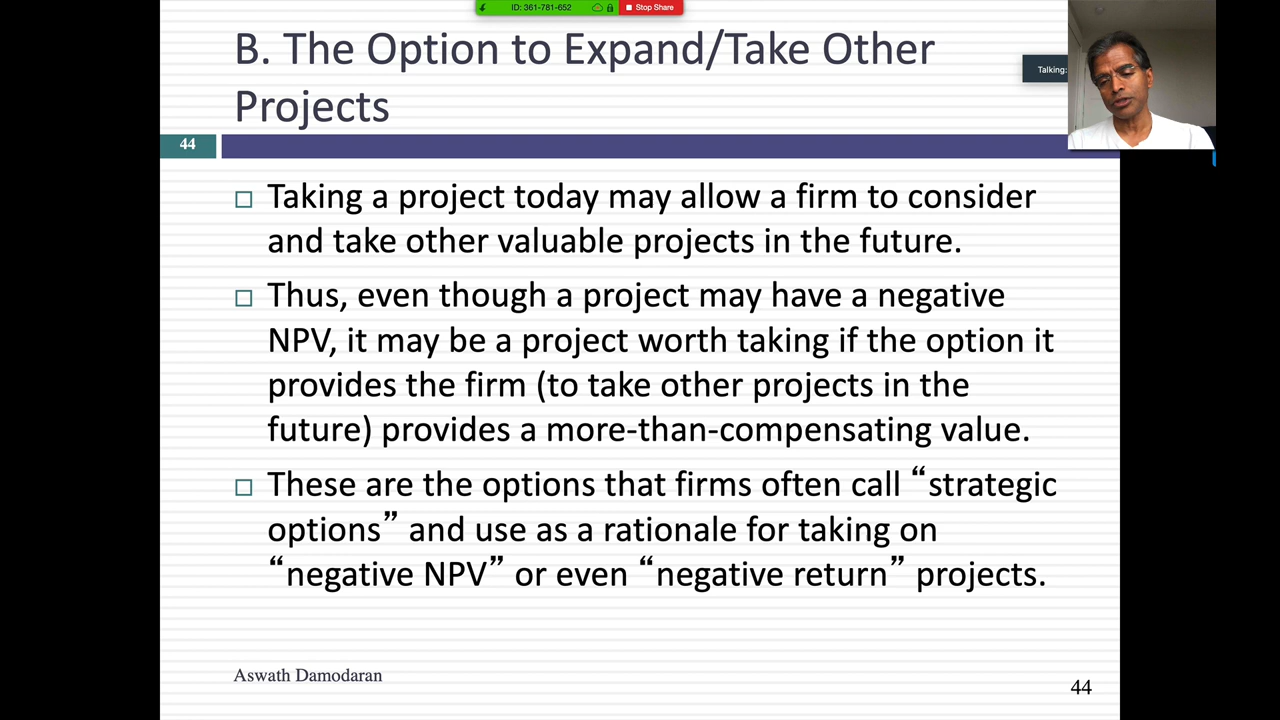 ID: 361-781-652
Stop Share
B. The Option to Expand/Take Other
Projects
Talking:
44
Taking a project today may allow a firm to consider
and take other valuable projects in the future.
Thus, even though a project may have a negative
NPV, it may be a project worth taking if the option it
provides the firm (to take other projects in the
future) provides a more-than-compensating value.
These are the options that firms often call “strategic
options” and use as a rationale for taking on
“negative NPV” or even “negative return” projects.
Aswath Damodaran
44